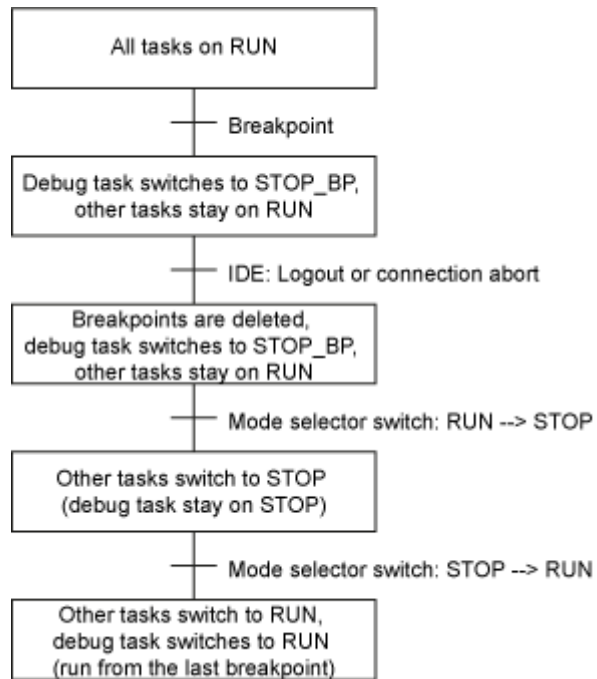 All tasks on RUN
Breakpoint
Debug task switches to STOP_BP,
other tasks stay on RUN
IDE: Logout or connection abort
Breakpoints are deleted,
debug task switches to STOP_BP,
other tasks stay on RUN
Mode selector switch: RUN --> STOP
Other tasks switch to STOP
(debug task stay on STOP)
Mode selector switch: STOP --> RUN
Other tasks switch to RUN,
debug task switches to RUN
(run from the last breakpoint)